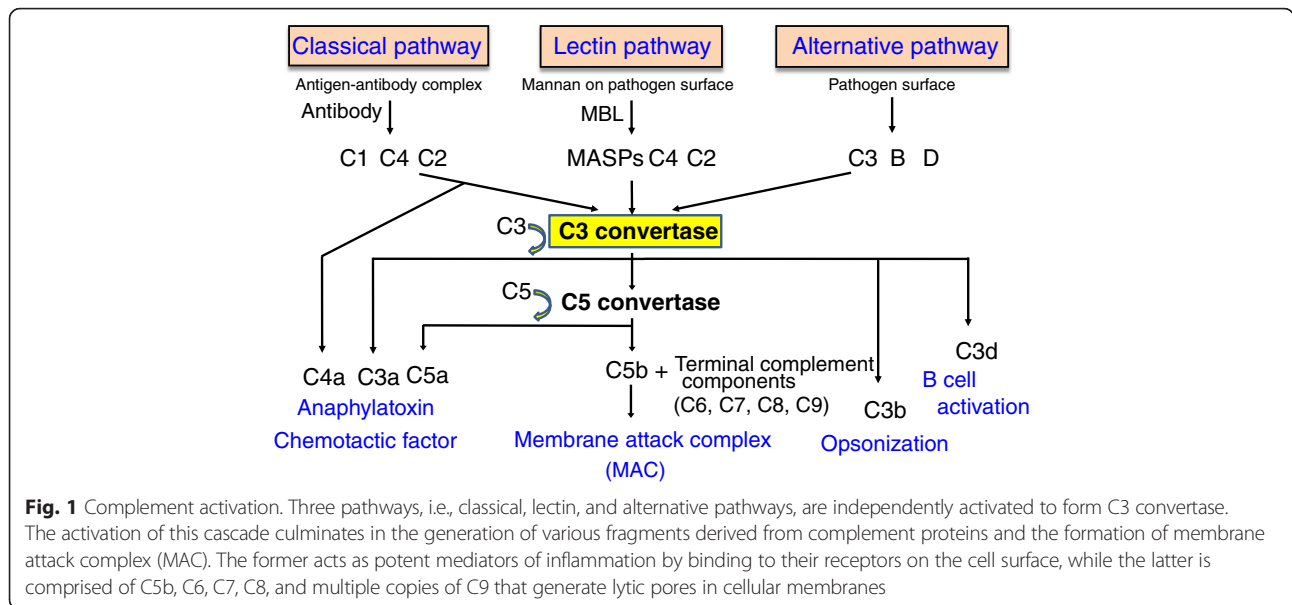 Classical pathway Lectin pathway Alternative pathway
Antigen-antibody complex Mannan on pathogen surface Pathogen surface
Antibody MBL
C1 C4 C2 MASPs C4 C2 C3 B D
C3 C3 convertase
C5 C5 convertase
C4a C3a C5a C5b + Terminal complement C3d
components B cell
(C6, C7, C8, C9) C3b activation
Anaphylatoxin
Chemotactic factor Membrane attack complex Opsonization
(MAC)
Fig. 1 Complement activation. Three pathways, i.e., classical, lectin, and alternative pathways, are independently activated to form C3 convertase.
The activation of this cascade culminates in the generation of various fragments derived from complement proteins and the formation of membrane
attack complex (MAC). The former acts as potent mediators of inflammation by binding to their receptors on the cell surface, while the latter is
comprised of C5b, C6, C7, C8, and multiple copies of C9 that generate lytic pores in cellular membranes